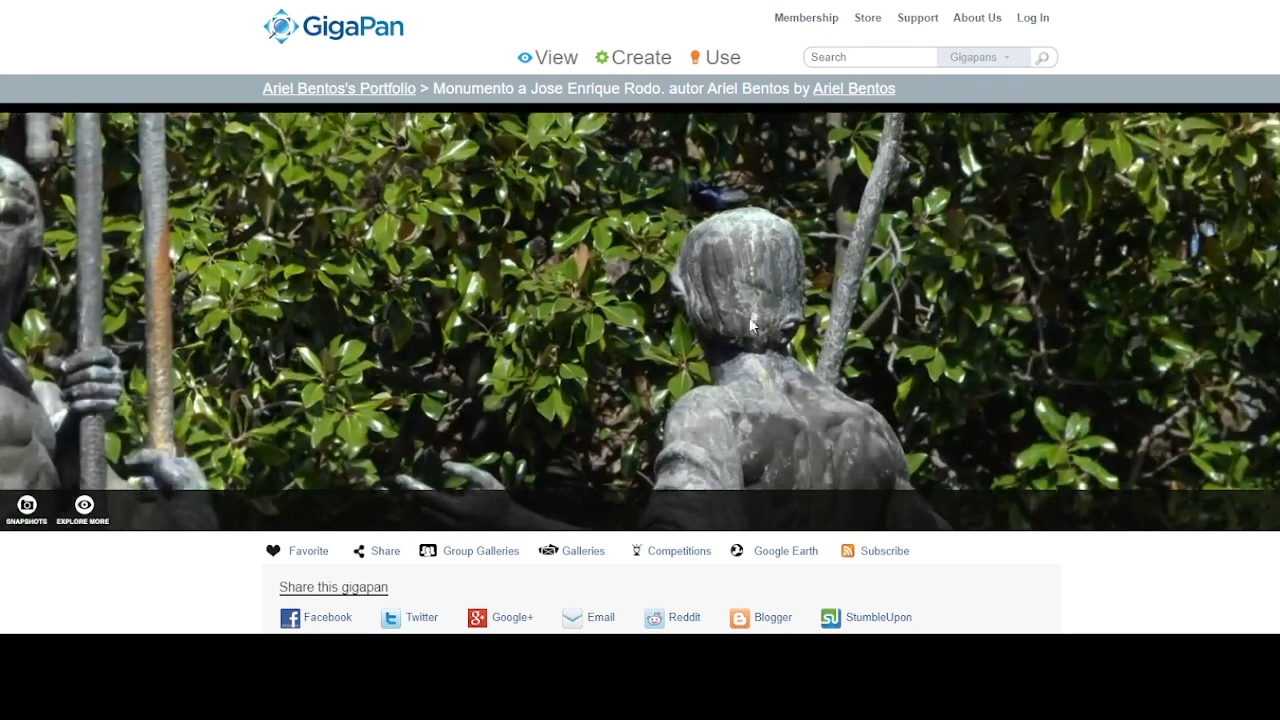 GigaPan
Membership Store Support About Us Log In
View Create Use
Search Gigapans
Ariel Bentos's Portfolio > Monumento a Jose Enrique Rodo. autor Ariel Bentos by Ariel Bentos
SNAPSHOTS EXPLORE MORE
Favorite Share Group Galleries Galleries Competitions Google Earth Subscribe
Share this gigapan
Facebook Twitter Google+ Email Reddit Blogger StumbleUpon